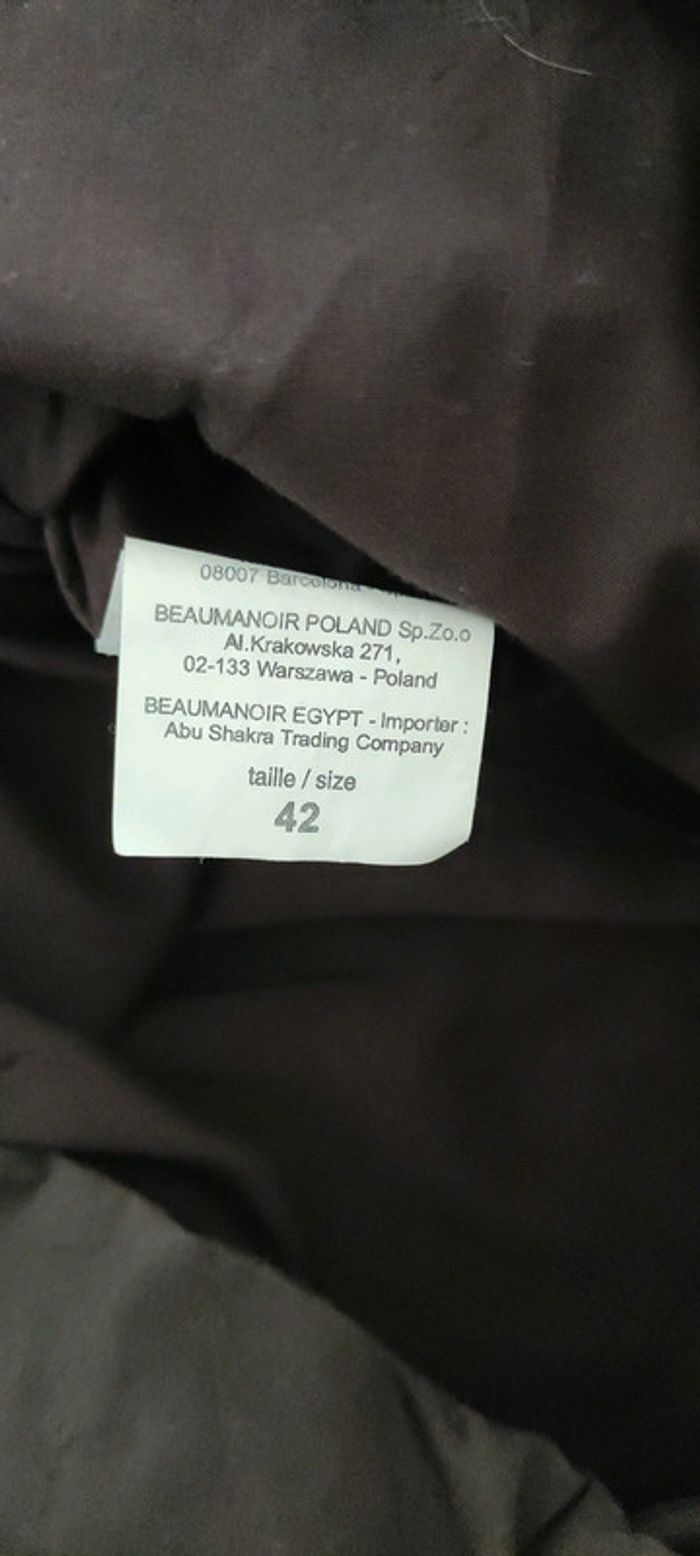 08007 Barcelona
BEAUMANOIR POLAND Sp.Zo.o
Al.Krakowska 271,
02-133 Warszawa - Poland
BEAUMANOIR EGYPT - Importer :
Abu Shakra Trading Company
taille / size
42